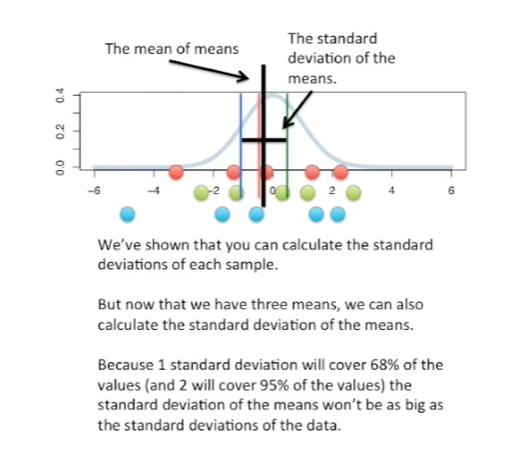 The mean of means
The standard
deviation of the
means.
0.4
0.2
0.0
-6
-4
-2
0
2
4
6
We've shown that you can calculate the standard
deviations of each sample.
But now that we have three means, we can also
calculate the standard deviation of the means.
Because 1 standard deviation will cover 68% of the
values (and 2 will cover 95% of the values) the
standard deviation of the means won't be as big as
the standard deviations of the data.